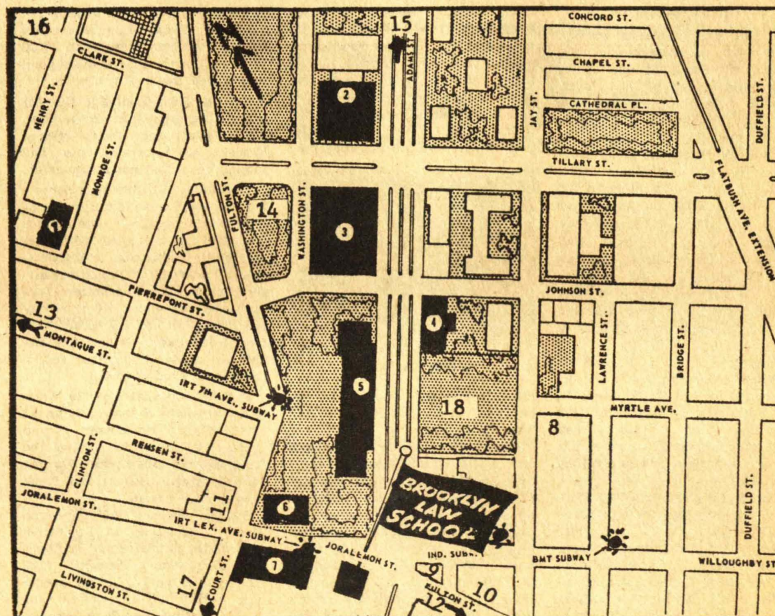 16
15
CONCORD ST.
CLARK ST.
N
ADAMS ST.
CHAPEL ST.
HENRY ST.
MONROE ST.
2
JAY ST.
CATHEDRAL PL.
DUFFIELD ST.
TILLARY ST.
FLATBUSH AVE. EXTENSION
FULTON ST.
14
WASHINGTON ST.
3
PIERREPONT ST.
JOHNSON ST.
13
MONTAGUE ST.
4
LAWRENCE ST.
BRIDGE ST.
IRT 7th AVE. SUBWAY
5
18
MYRTLE AVE.
8
REMSEN ST.
CLINTON ST.
BROOKLYN
LAW
SCHOOL
JORALEMON ST.
11
6
DUFFIELD ST.
IRT LEX. AVE. SUBWAY
JORALEMON ST.
IND. SUBW
BMT SUBWAY
WILLOUGHBY ST
LIVINDSTON ST.
17
COURT ST.
7
9
FULTON ST.
10
12